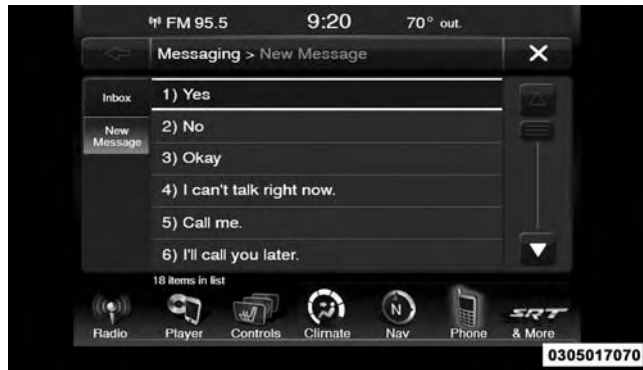 FM 95.5 9:20 70° out.
Messaging > New Message X
Inbox
New
Message
1) Yes
2) No
3) Okay
4) I can't talk right now.
5) Call me.
6) I'll call you later.
18 items in list
N SRT
Radio Player Controls Climate Nav Phone & More
0305017070